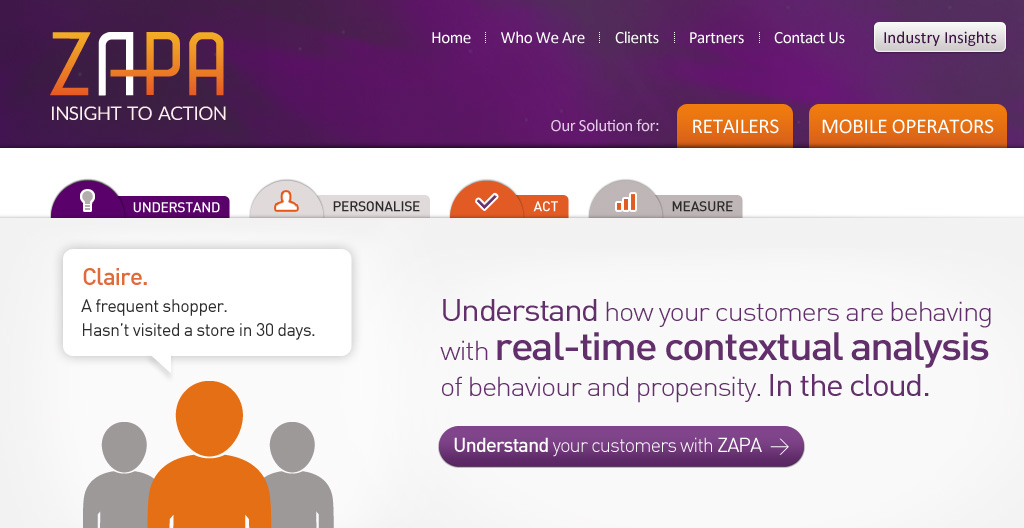 ZAPA
INSIGHT TO ACTION
Home
Who We Are
Clients
Partners
Contact Us
Industry Insights
Our Solution for:
RETAILERS
MOBILE OPERATORS
UNDERSTAND
PERSONALISE
ACT
MEASURE
Claire.
A frequent shopper.
Hasn't visited a store in 30 days.
Understand how your customers are behaving
with real-time contextual analysis
of behaviour and propensity. In the cloud.
Understand your customers with ZAPA